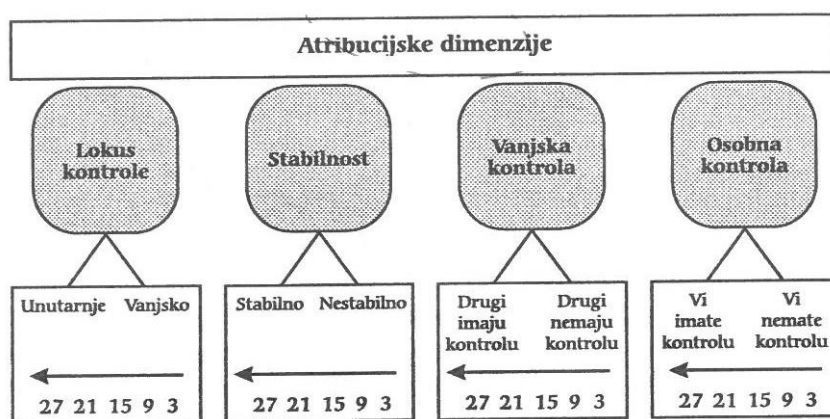 Atribucijske dimenzije
Lokus
kontrole
Stabilnost
Vanjska
kontrola
Osobna
kontrola
Unutarnje Vanjsko
27 21 15 9 3
Stabilno Nestabilno
27 21 15 9 3
Drugi
imaju
kontrolu
Drugi
nemaju
kontrolu
27 21 15 9 3
Vi
imate
kontrolu
Vi
nemate
kontrolu
27 21 15 9 3